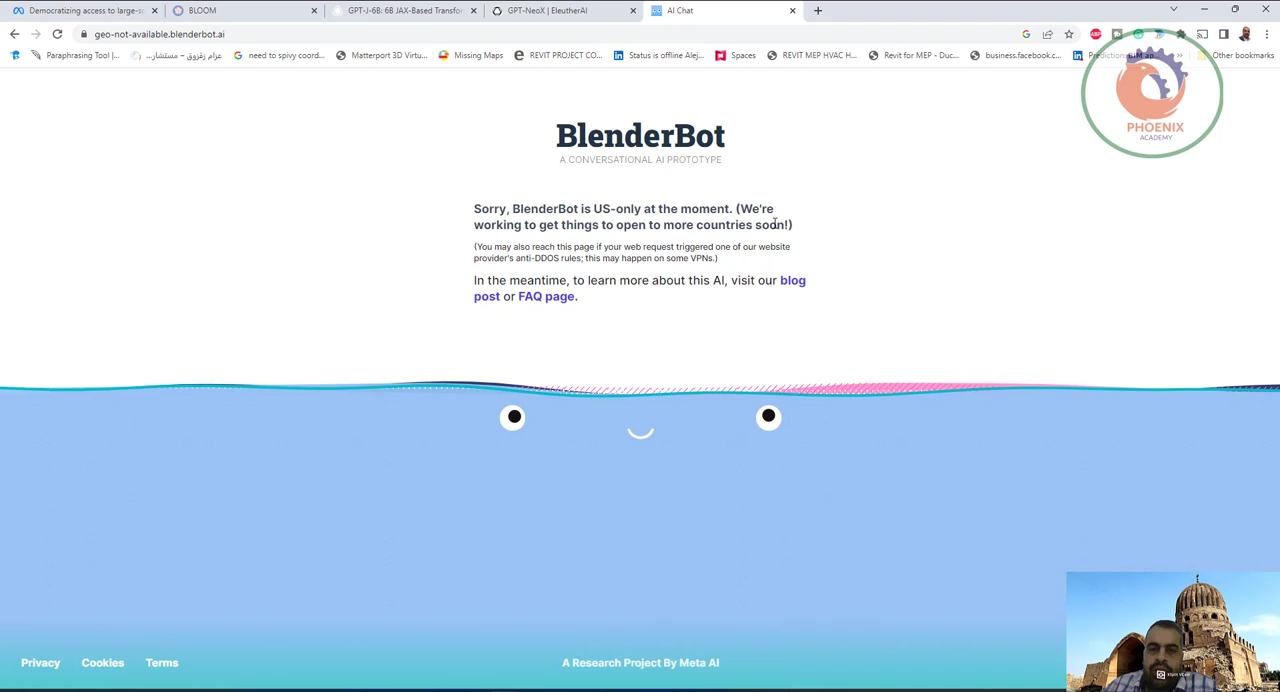 Democratizing access to large-s
BLOOM
GPT-J-6B: 6B JAX-Based Transfo
GPT-NeoX | EleutherAI
AI Chat
geo-not-available.blenderbot.ai
ABP
Paraphrasing Tool |...
عزام زقزوق – مستشار...
need to spivy coord...
Matterport 3D Virtu...
Missing Maps
REVIT PROJECT CO...
Status is offline Alej...
Spaces
REVIT MEP HVAC H...
Revit for MEP - Duc...
business.facebook.c...
Other bookmarks
PHOENIX
ACADEMY
BlenderBot
A CONVERSATIONAL AI PROTOTYPE
Sorry, BlenderBot is US-only at the moment. (We're
working to get things to open to more countries soon!)
(You may also reach this page if your web request triggered one of our website
provider's anti-DDOS rules; this may happen on some VPNs.)
In the meantime, to learn more about this AI, visit our blog
post or FAQ page.
Privacy
Cookies
Terms
A Research Project By Meta AI